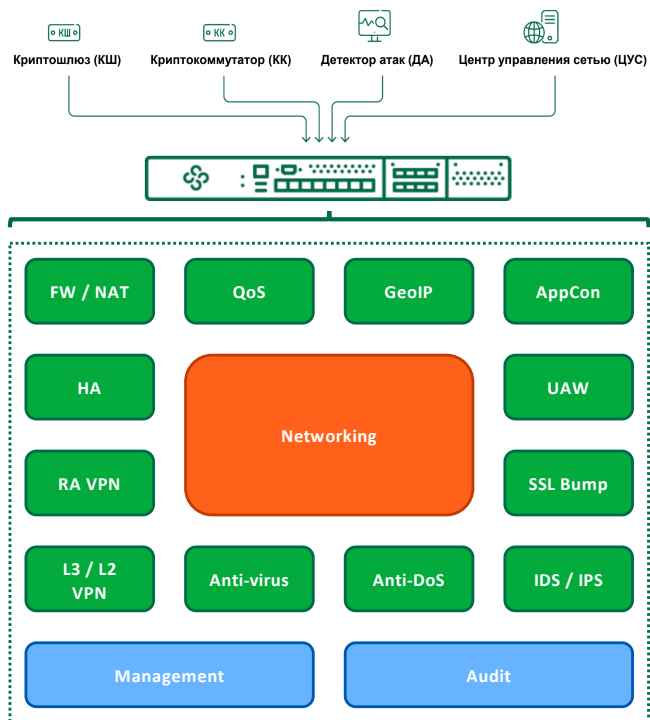 КШ
КК
Криптошлюз (КШ)
Криптокоммутатор (КК)
Детектор атак (ДА)
Центр управления сетью (ЦУС)
FW / NAT
QoS
GeoIP
AppCon
HA
Networking
UAW
RA VPN
SSL Bump
L3 / L2
VPN
Anti-virus
Anti-DoS
IDS / IPS
Management
Audit